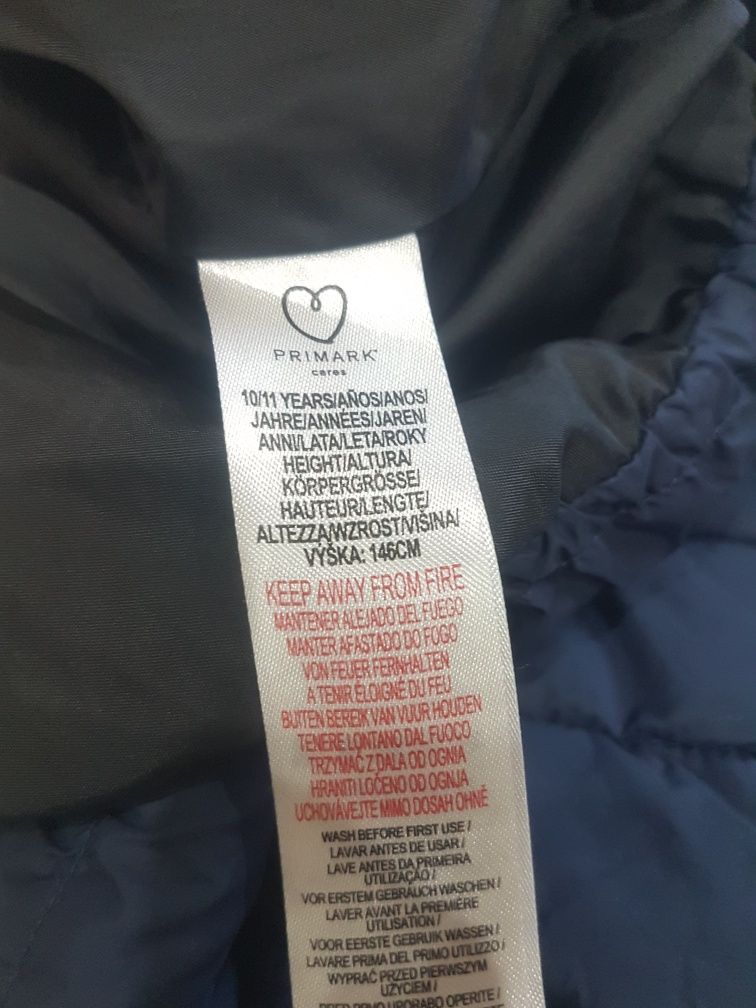 PRIMARK®
cares
10/11 YEARS/AÑOS/ANOS/
JAHRE/ANNÉES/JAREN/
ANNI/LATA/LETA/ROKY
HEIGHT/ALTURA/
KÖRPERGRÖSSE/
HAUTEUR/LENGTE/
ALTEZZA/WZROST/VIŠINA/
VÝŠKA: 146CM
KEEP AWAY FROM FIRE
MANTENER ALEJADO DEL FUEGO
MANTER AFASTADO DO FOGO
VON FEUER FERNHALTEN
A TENIR ÉLOIGNÉ DU FEU
BUITEN BEREIK VAN VUUR HOUDEN
TENERE LONTANO DAL FUOCO
TRZYMAĆ Z DALA OD OGNIA
HRANITI LOČENO OD OGNJA
UCHOVÁVEJTE MIMO DOSAH OHNĚ
WASH BEFORE FIRST USE /
LAVAR ANTES DE USAR /
LAVE ANTES DA PRIMEIRA
UTILIZAÇÃO /
VOR ERSTEM GEBRAUCH WASCHEN /
LAVER AVANT LA PREMIÈRE
UTILISATION /
VOOR EERSTE GEBRUIK WASSEN /
LAVARE PRIMA DEL PRIMO UTILIZZO /
WYPRAĆ PRZED PIERWSZYM
UŻYCIEM /
PRED PRVO UPORABO OPERITE /